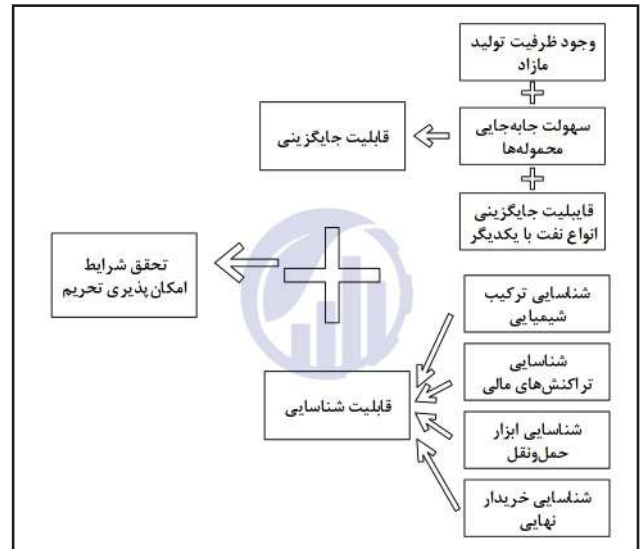 وجود ظرفیت تولید
مازاد
سهولت جابه‌جایی
محموله‌ها
قابلیت جایگزینی
قایبلیت جایگزینی
انواع نفت با یکدیگر
تحقق شرایط
امکان‌پذیری تحریم
شناسایی ترکیب
شیمیایی
شناسایی
تراکنش‌های مالی
قابلیت شناسایی
شناسایی ابزار
حمل‌ونقل
شناسایی خریدار
نهایی